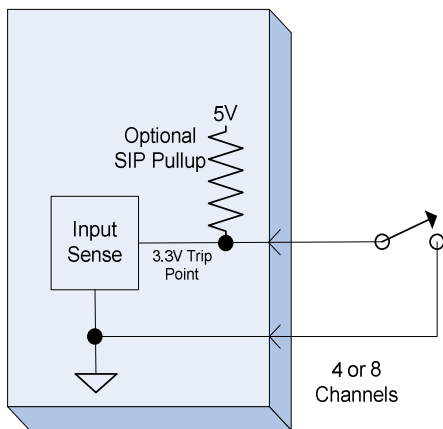 5V
Optional
SIP Pullup
Input
Sense
3.3V Trip
Point
4 or 8
Channels